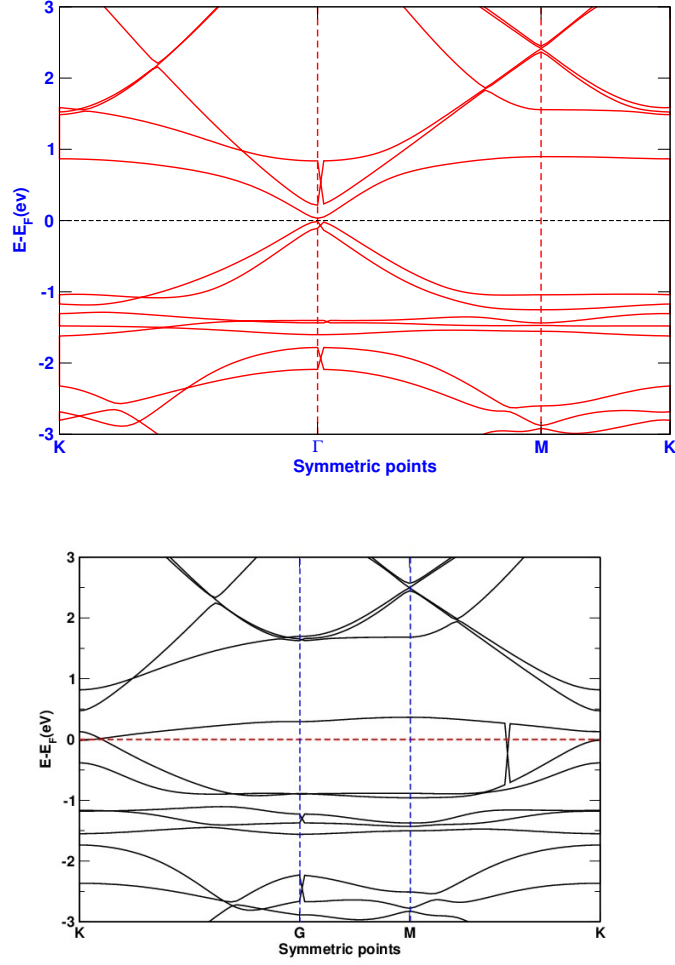 3
2
1
0
-1
-2
-3
E-E_F(ev)
K Γ M K
Symmetric points
3
2
1
0
-1
-2
-3
E-E_F(eV)
K G M K
Symmetric points